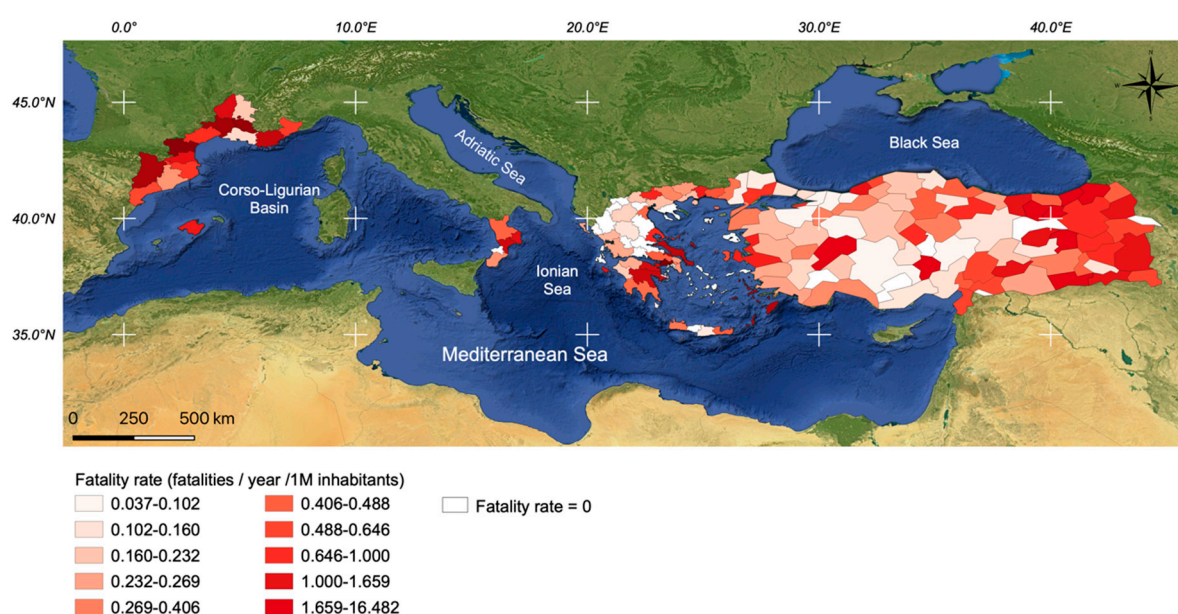 0.0° 10.0°E 20.0°E 30.0°E 40.0°E
N
45.0°N
W E
S
Adriatic Sea
Black Sea
Corso-Ligurian
Basin
40.0°N
Ionian
Sea
35.0°N
Mediterranean Sea
0 250 500 km
Fatality rate (fatalities / year /1M inhabitants)
0.037-0.102
0.102-0.160
0.160-0.232
0.232-0.269
0.269-0.406
0.406-0.488
0.488-0.646
0.646-1.000
1.000-1.659
1.659-16.482
Fatality rate = 0